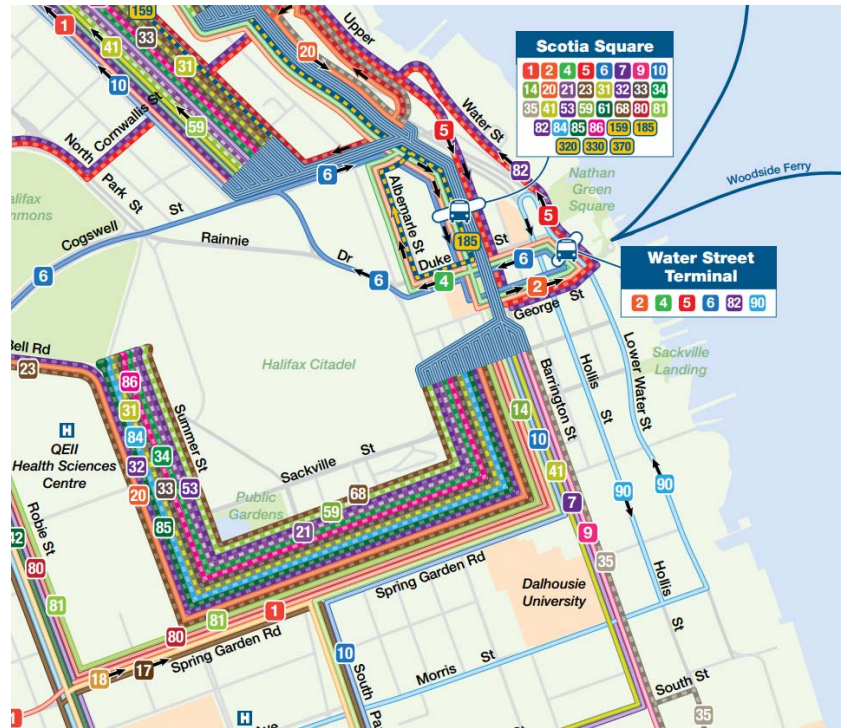 159
33
1
41
31
10
59
20
Upper
Water St
5
82
Cornwallis St
North
Park St
Halifax
Cogswell
St
6
6
Rainnie
Dr
6
Albemarle St
Duke
St
4
185
6
2
5
George St
Nathan
Green
Square
Woodside Ferry
Scotia Square
1 2 4 5 6 7 9 10
14 20 21 23 31 32 33 34
35 41 53 59 61 68 80 81
82 84 85 86 159 185
320 330 370
Water Street
Terminal
2 4 5 6 82 90
Bell Rd
23
Halifax Citadel
86
31
84
32
20
34
33
53
85
Summer St
H
QEII
Health Sciences
Centre
Sackville
St
Public
Gardens
68
59
21
14
10
41
7
9
35
Barrington St
Hollis
St
Lower Water St
Sackville
Landing
90
90
Hollis
St
Robie St
42
80
81
81
1
80
Spring Garden Rd
Spring Garden Rd
Dalhousie
University
18
17
10
South
Morris
St
South St
35
1
H